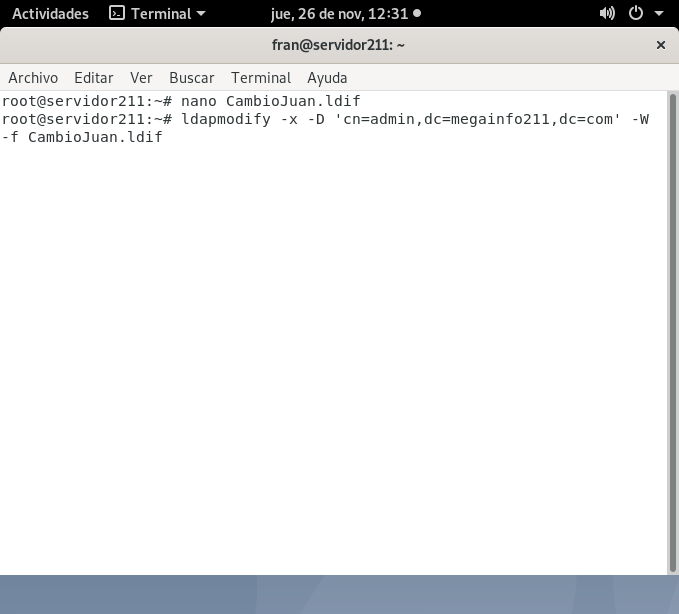 Actividades Terminal jue, 26 de nov, 12:31
fran@servidor211: ~
Archivo Editar Ver Buscar Terminal Ayuda
root@servidor211:~# nano CambioJuan.ldif
root@servidor211:~# ldapmodify -x -D 'cn=admin,dc=megainfo211,dc=com' -W
-f CambioJuan.ldif